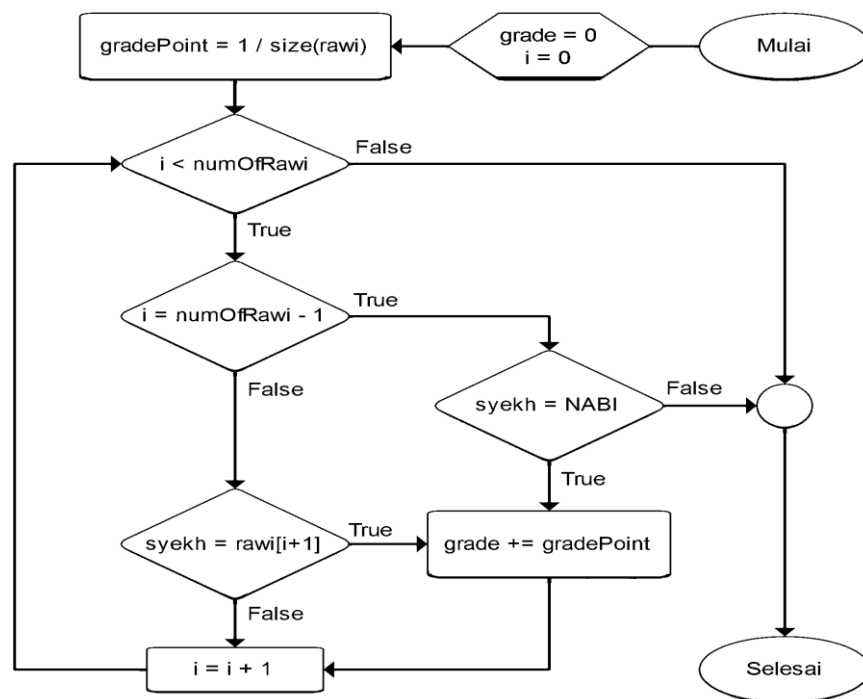 Mulai
grade = 0
i = 0
gradePoint = 1 / size(rawi)
i < numOfRawi
False
True
i = numOfRawi - 1
True
False
syekh = NABI
False
True
syekh = rawi[i+1]
True
False
grade += gradePoint
i = i + 1
Selesai